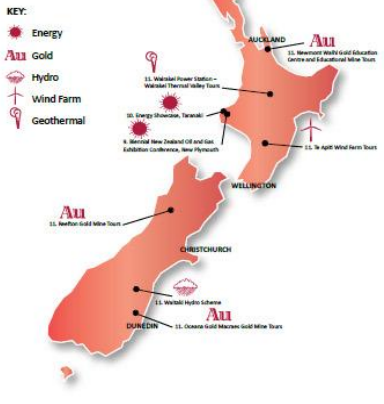 KEY:
Energy
Au Gold
Hydro
Wind Farm
Geothermal
AUCKLAND
Au
11. Newmont Waihi Gold Education
Centre and Educational Mine Tours
11. Wairakei Power Station –
Wairakei Thermal Valley Tours
10. Energy Showcase, Taranaki
9. Biennial New Zealand Oil and Gas
Exhibition Conference, New Plymouth
11. Te Apiti Wind Farm Tours
WELLINGTON
Au
11. Reefton Gold Mine Tours
CHRISTCHURCH
11. Waitaki Hydro Scheme
Au
DUNEDIN
11. Oceana Gold Macraes Gold Mine Tours